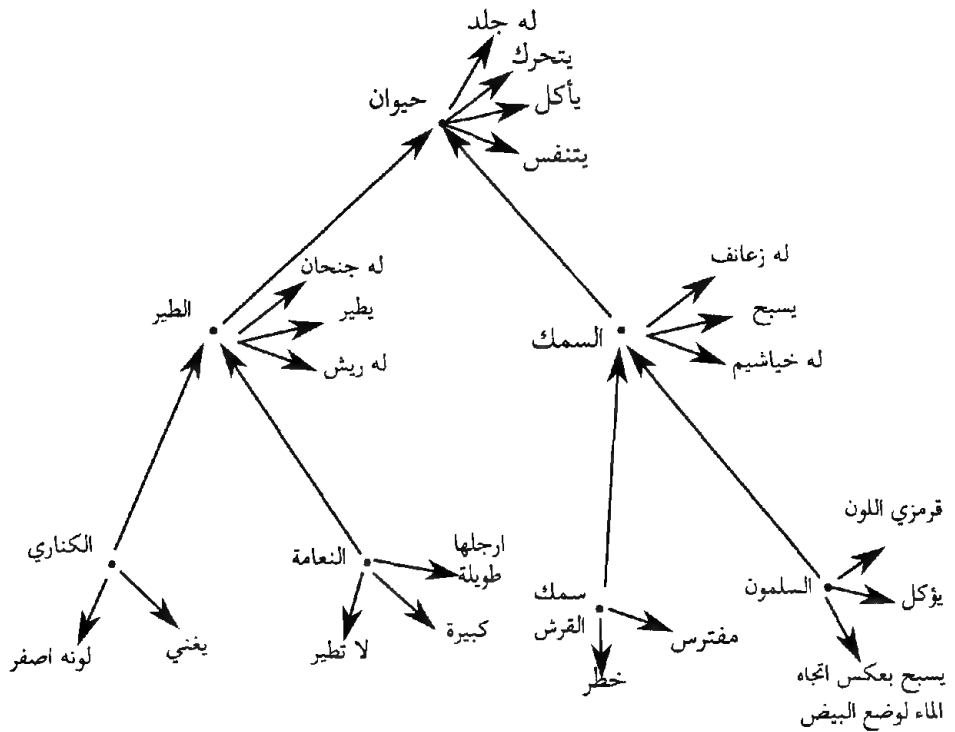 له جلد
يتحرك
حيوان
يأكل
يتنفس
له جنحان
الطير
يطير
له ريش
له زعانف
يسبح
السمك
له خياشيم
الكناري
يغني
لونه اصفر
النعامة
ارجلها
طويلة
كبيرة
لا تطير
سمك
القرش
مفترس
خطر
قرمزي اللون
السلمون
يؤكل
يسبح بعكس اتجاه
الماء لوضع البيض